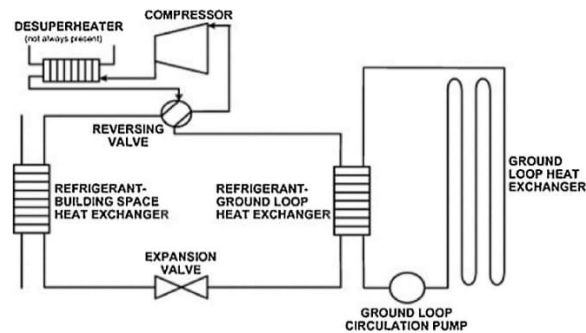 COMPRESSOR
DESUPERHEATER
(not always present)
REVERSING
VALVE
REFRIGERANT-
BUILDING SPACE
HEAT EXCHANGER
REFRIGERANT-
GROUND LOOP
HEAT EXCHANGER
GROUND
LOOP HEAT
EXCHANGER
EXPANSION
VALVE
GROUND LOOP
CIRCULATION PUMP